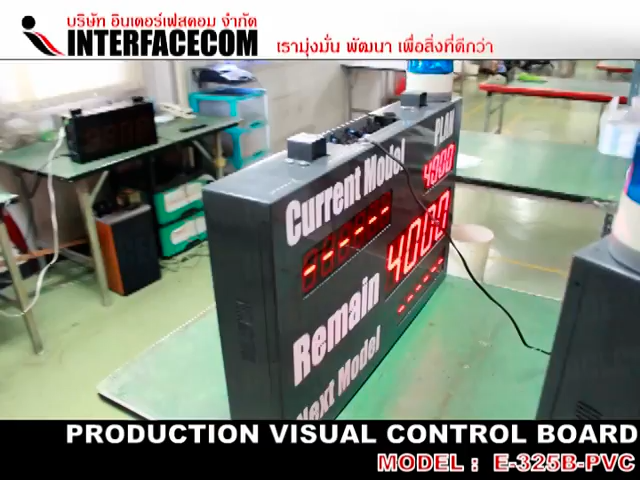 บริษัท อินเตอร์เฟสคอม จำกัด
INTERFACECOM
เรามุ่งมั่น พัฒนา เพื่อสิ่งที่ดีกว่า
PLAN
4000
Current Model
------
Remain
4000
Next Model
------
PRODUCTION VISUAL CONTROL BOARD
MODEL : E-325B-PVC